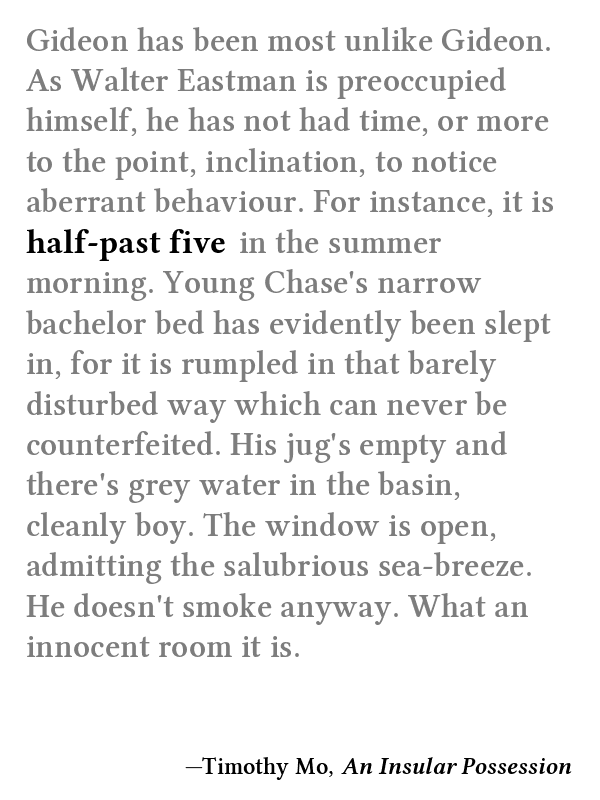 Gideon has been most unlike Gideon.
As Walter Eastman is preoccupied
himself, he has not had time, or more
to the point, inclination, to notice
aberrant behaviour. For instance, it is
half-past five in the summer
morning. Young Chase's narrow
bachelor bed has evidently been slept
in, for it is rumpled in that barely
disturbed way which can never be
counterfeited. His jug's empty and
there's grey water in the basin,
cleanly boy. The window is open,
admitting the salubrious sea-breeze.
He doesn't smoke anyway. What an
innocent room it is.
—Timothy Mo, An Insular Possession